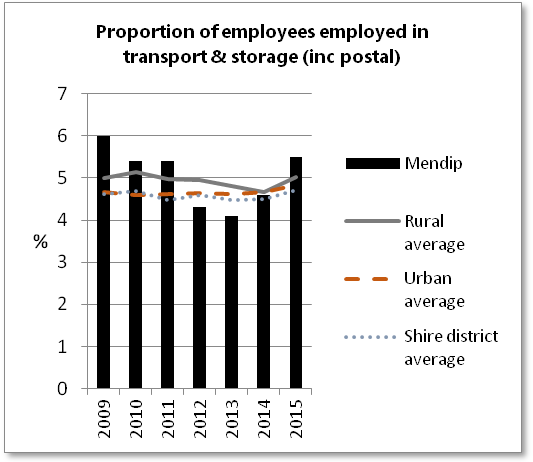 Proportion of employees employed in
transport & storage (inc postal)
7
6
5
4
3
2
1
0
%
2009
2010
2011
2012
2013
2014
2015
Mendip
Rural
average
Urban
average
Shire district
average